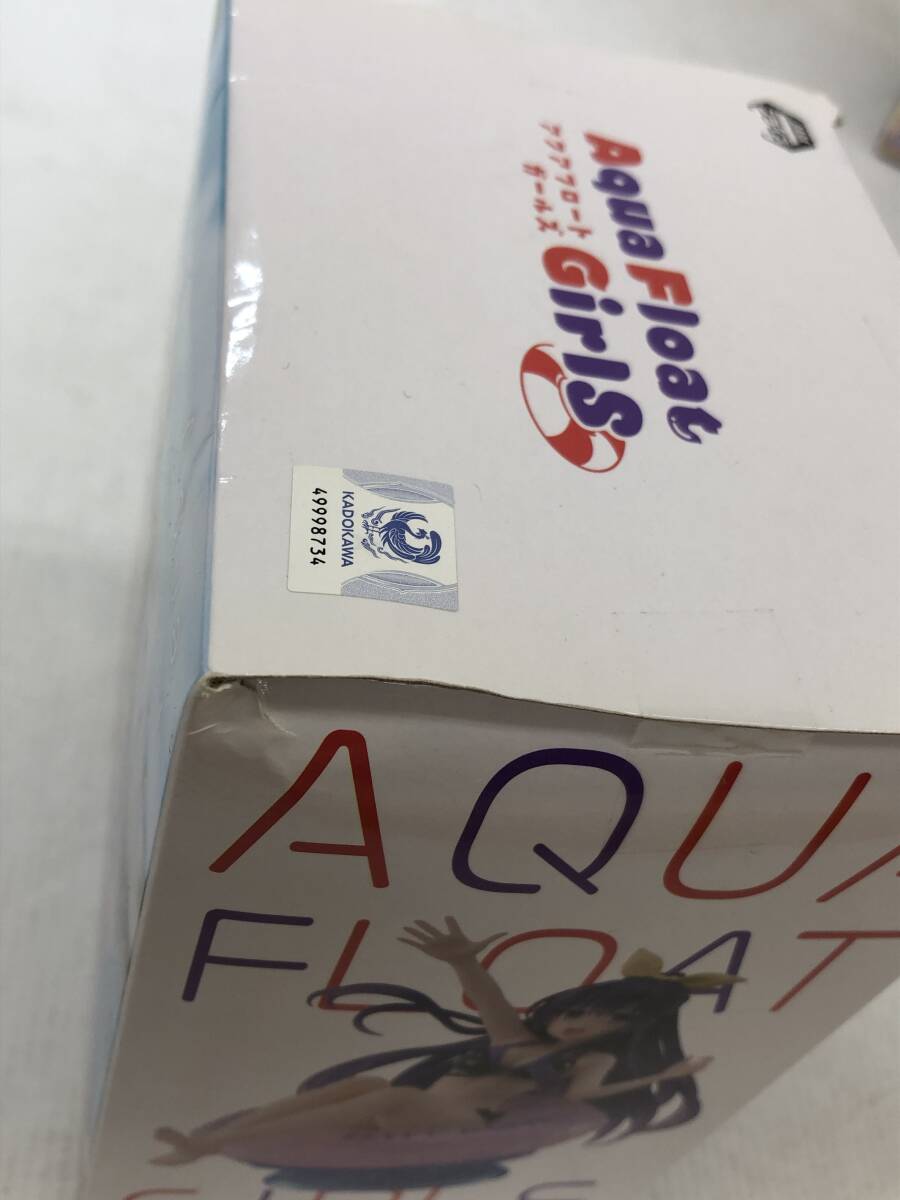 Aqua Float
アクアフロート
ガールズ
Girls
KADOKAWA
49998734
AQUA
FLOAT